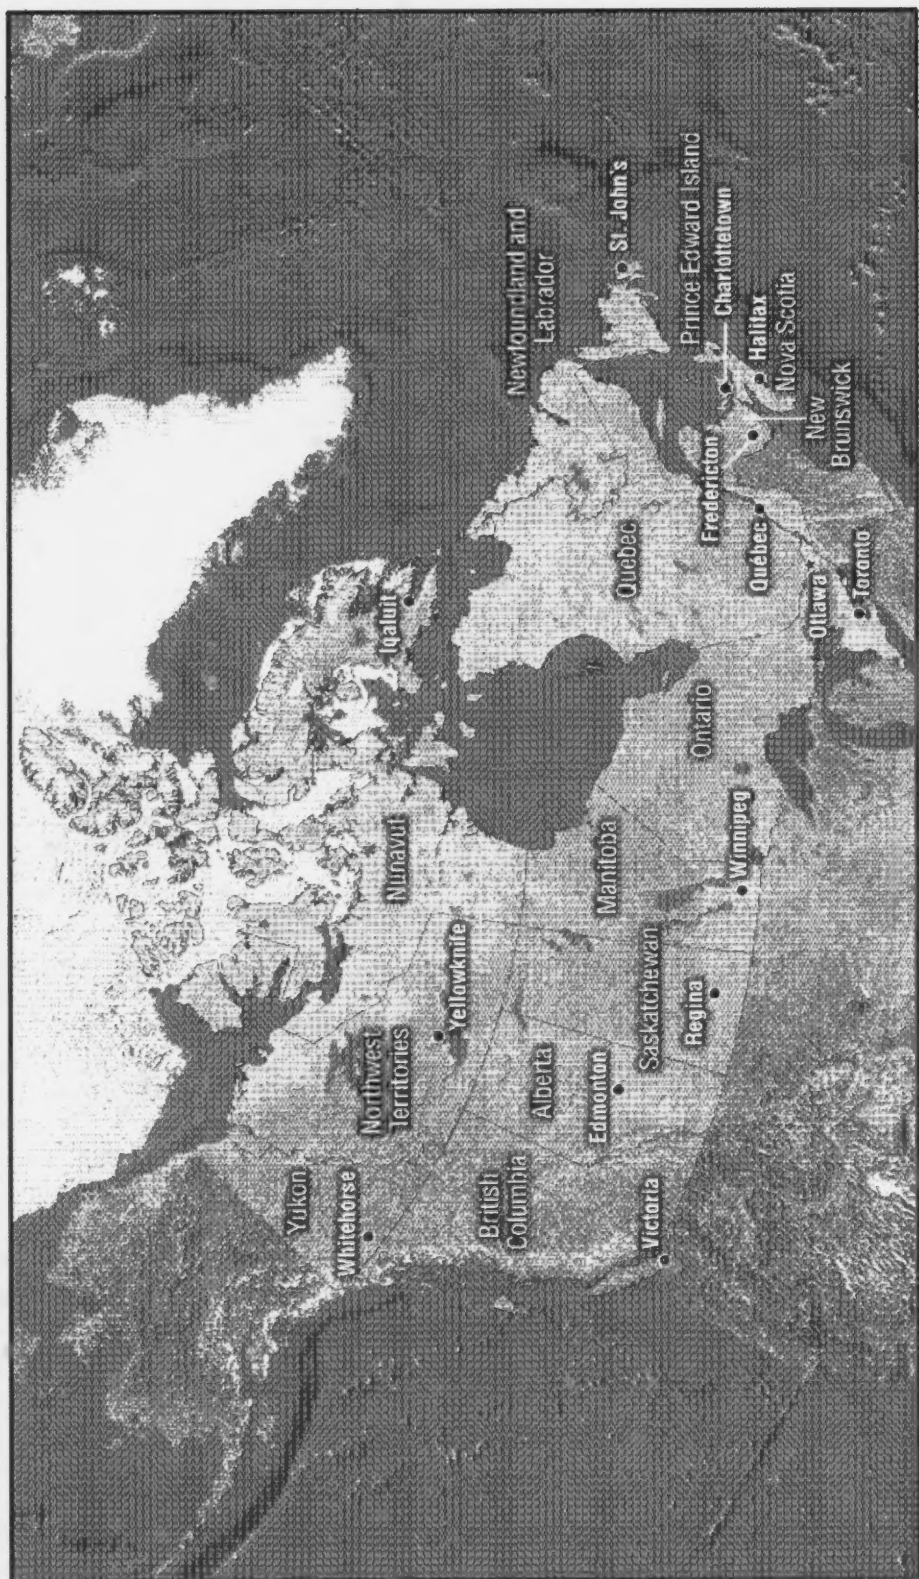 Yukon
Whitehorse
Northwest
Territories
Yellowknife
Nunavut
Iqaluit
British
Columbia
Victoria
Alberta
Edmonton
Saskatchewan
Regina
Manitoba
Winnipeg
Ontario
Toronto
Ottawa
Quebec
Québec
Newfoundland and
Labrador
St. John's
Prince Edward Island
Charlottetown
Fredericton
Halifax
Nova Scotia
New
Brunswick